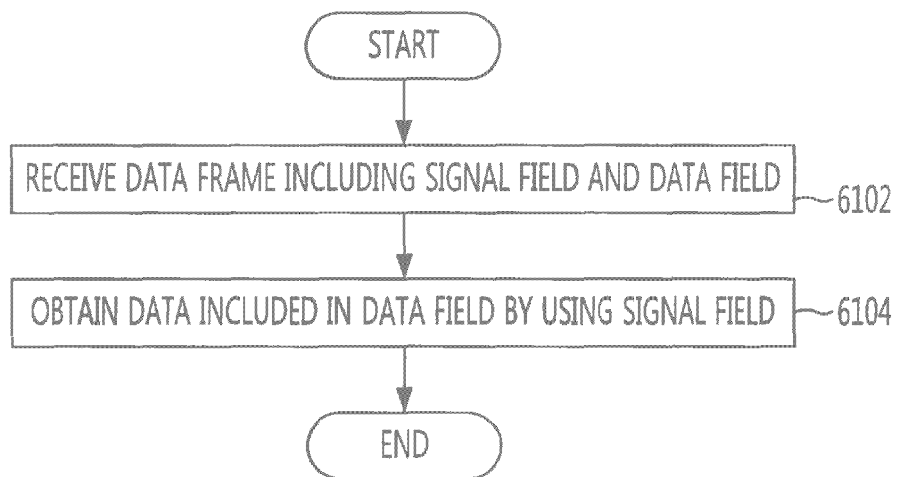 START
RECEIVE DATA FRAME INCLUDING SIGNAL FIELD AND DATA FIELD
6102
OBTAIN DATA INCLUDED IN DATA FIELD BY USING SIGNAL FIELD
6104
END